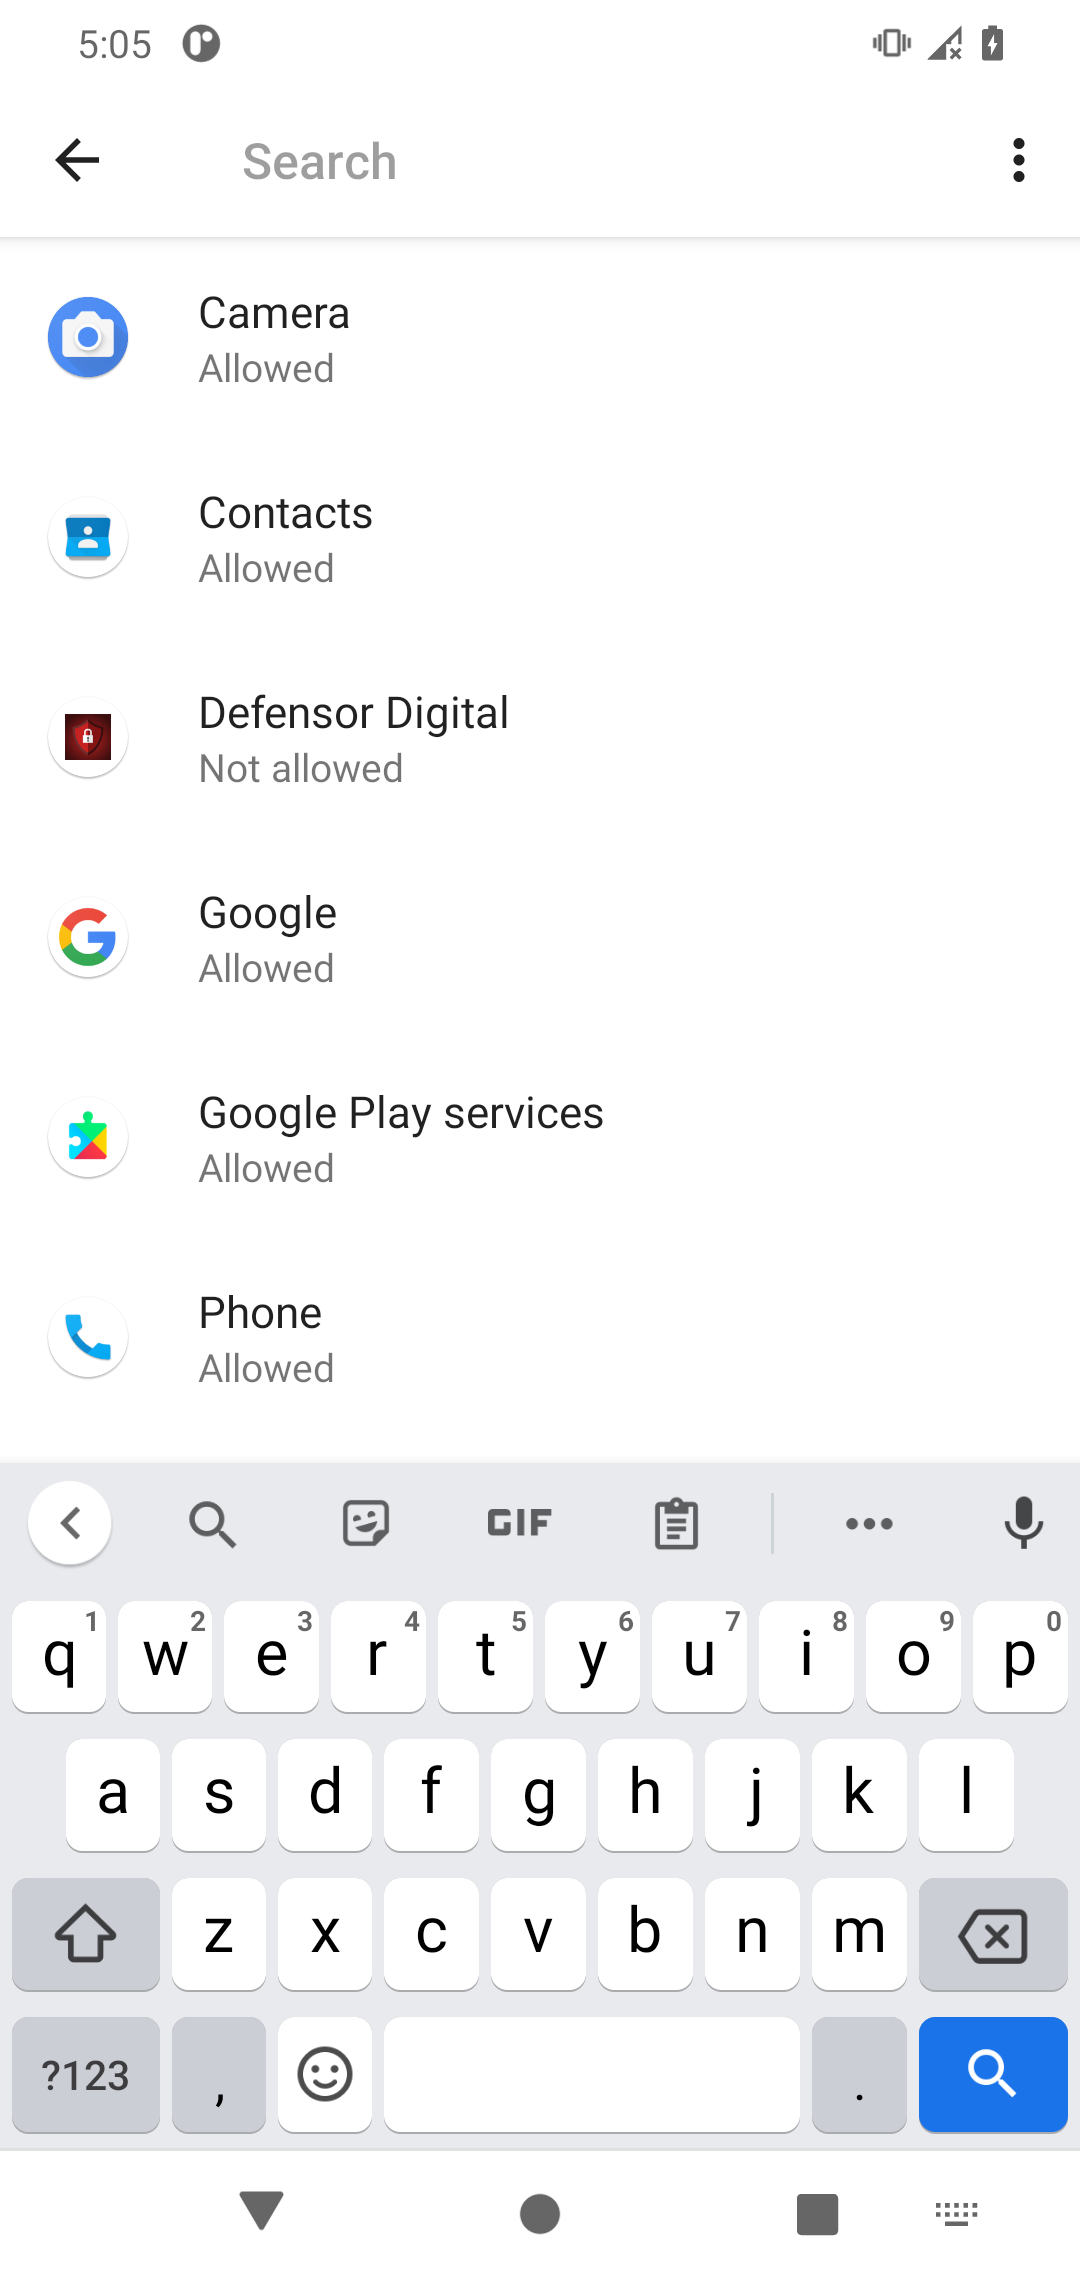 5:05
Search
Camera
Allowed
Contacts
Allowed
Defensor Digital
Not allowed
Google
Allowed
Google Play services
Allowed
Phone
Allowed
GIF
q 1 w 2 e 3 r 4 t 5 y 6 u 7 i 8 o 9 p 0
a s d f g h j k l
z x c v b n m
?123 , .